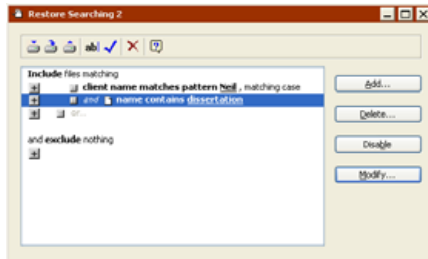 Restore Searching 2
ab|
Include files matching
client name matches pattern Neil , matching case
and name contains dissertation
or...
and exclude nothing
Add...
Delete...
Disable
Modify...